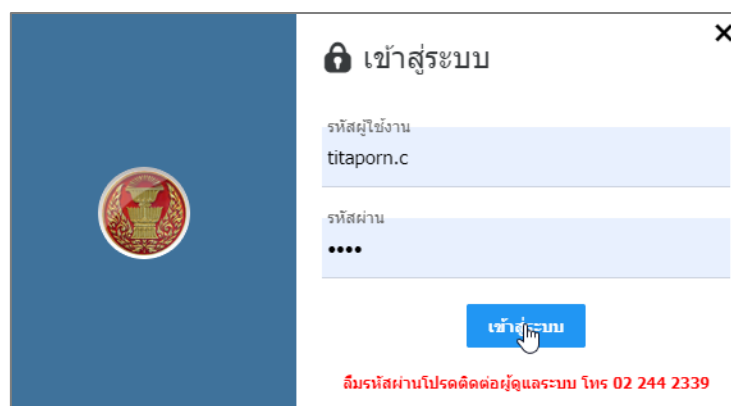 เข้าสู่ระบบ
รหัสผู้ใช้งาน
titaporn.c
รหัสผ่าน
••••
เข้าสู่ระบบ
ลืมรหัสผ่านโปรดติดต่อผู้ดูแลระบบ โทร 02 244 2339